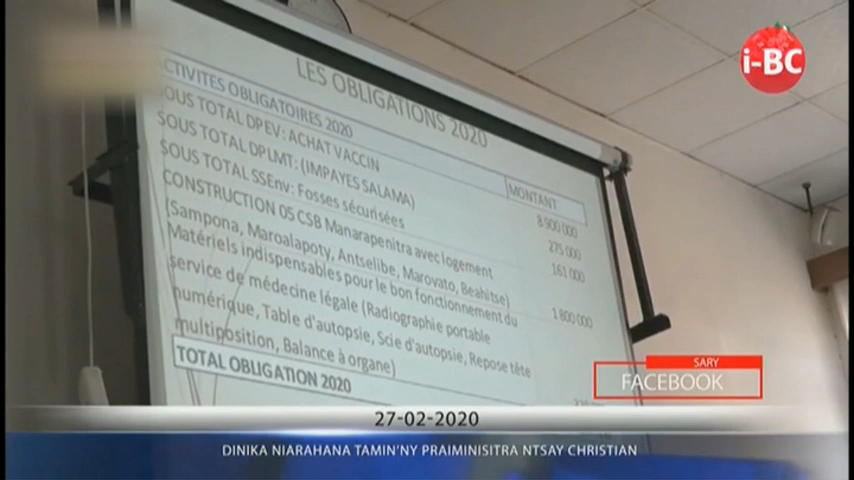 i-BC
LES OBLIGATIONS 2020
ACTIVITES OBLIGATOIRES 2020
MONTANT
SOUS TOTAL DPEV: ACHAT VACCIN
8 900 000
SOUS TOTAL DPLMT: (IMPAYES SALAMA)
275 000
SOUS TOTAL SSEnv: Fosses sécurisées
161 000
CONSTRUCTION 05 CSB Manarapenitra avec logement
(Sampona, Maroalapoty, Antselibe, Marovato, Beahitse)
1 800 000
Matériels indispensables pour le bon fonctionnement du
service de médecine légale (Radiographie portable
numérique, Table d'autopsie, Scie d'autopsie, Repose tête
multiposition, Balance à organe)
TOTAL OBLIGATION 2020
SARY
FACEBOOK
27-02-2020
DINIKA NIARAHANA TAMIN'NY PRAIMINISITRA NTSAY CHRISTIAN